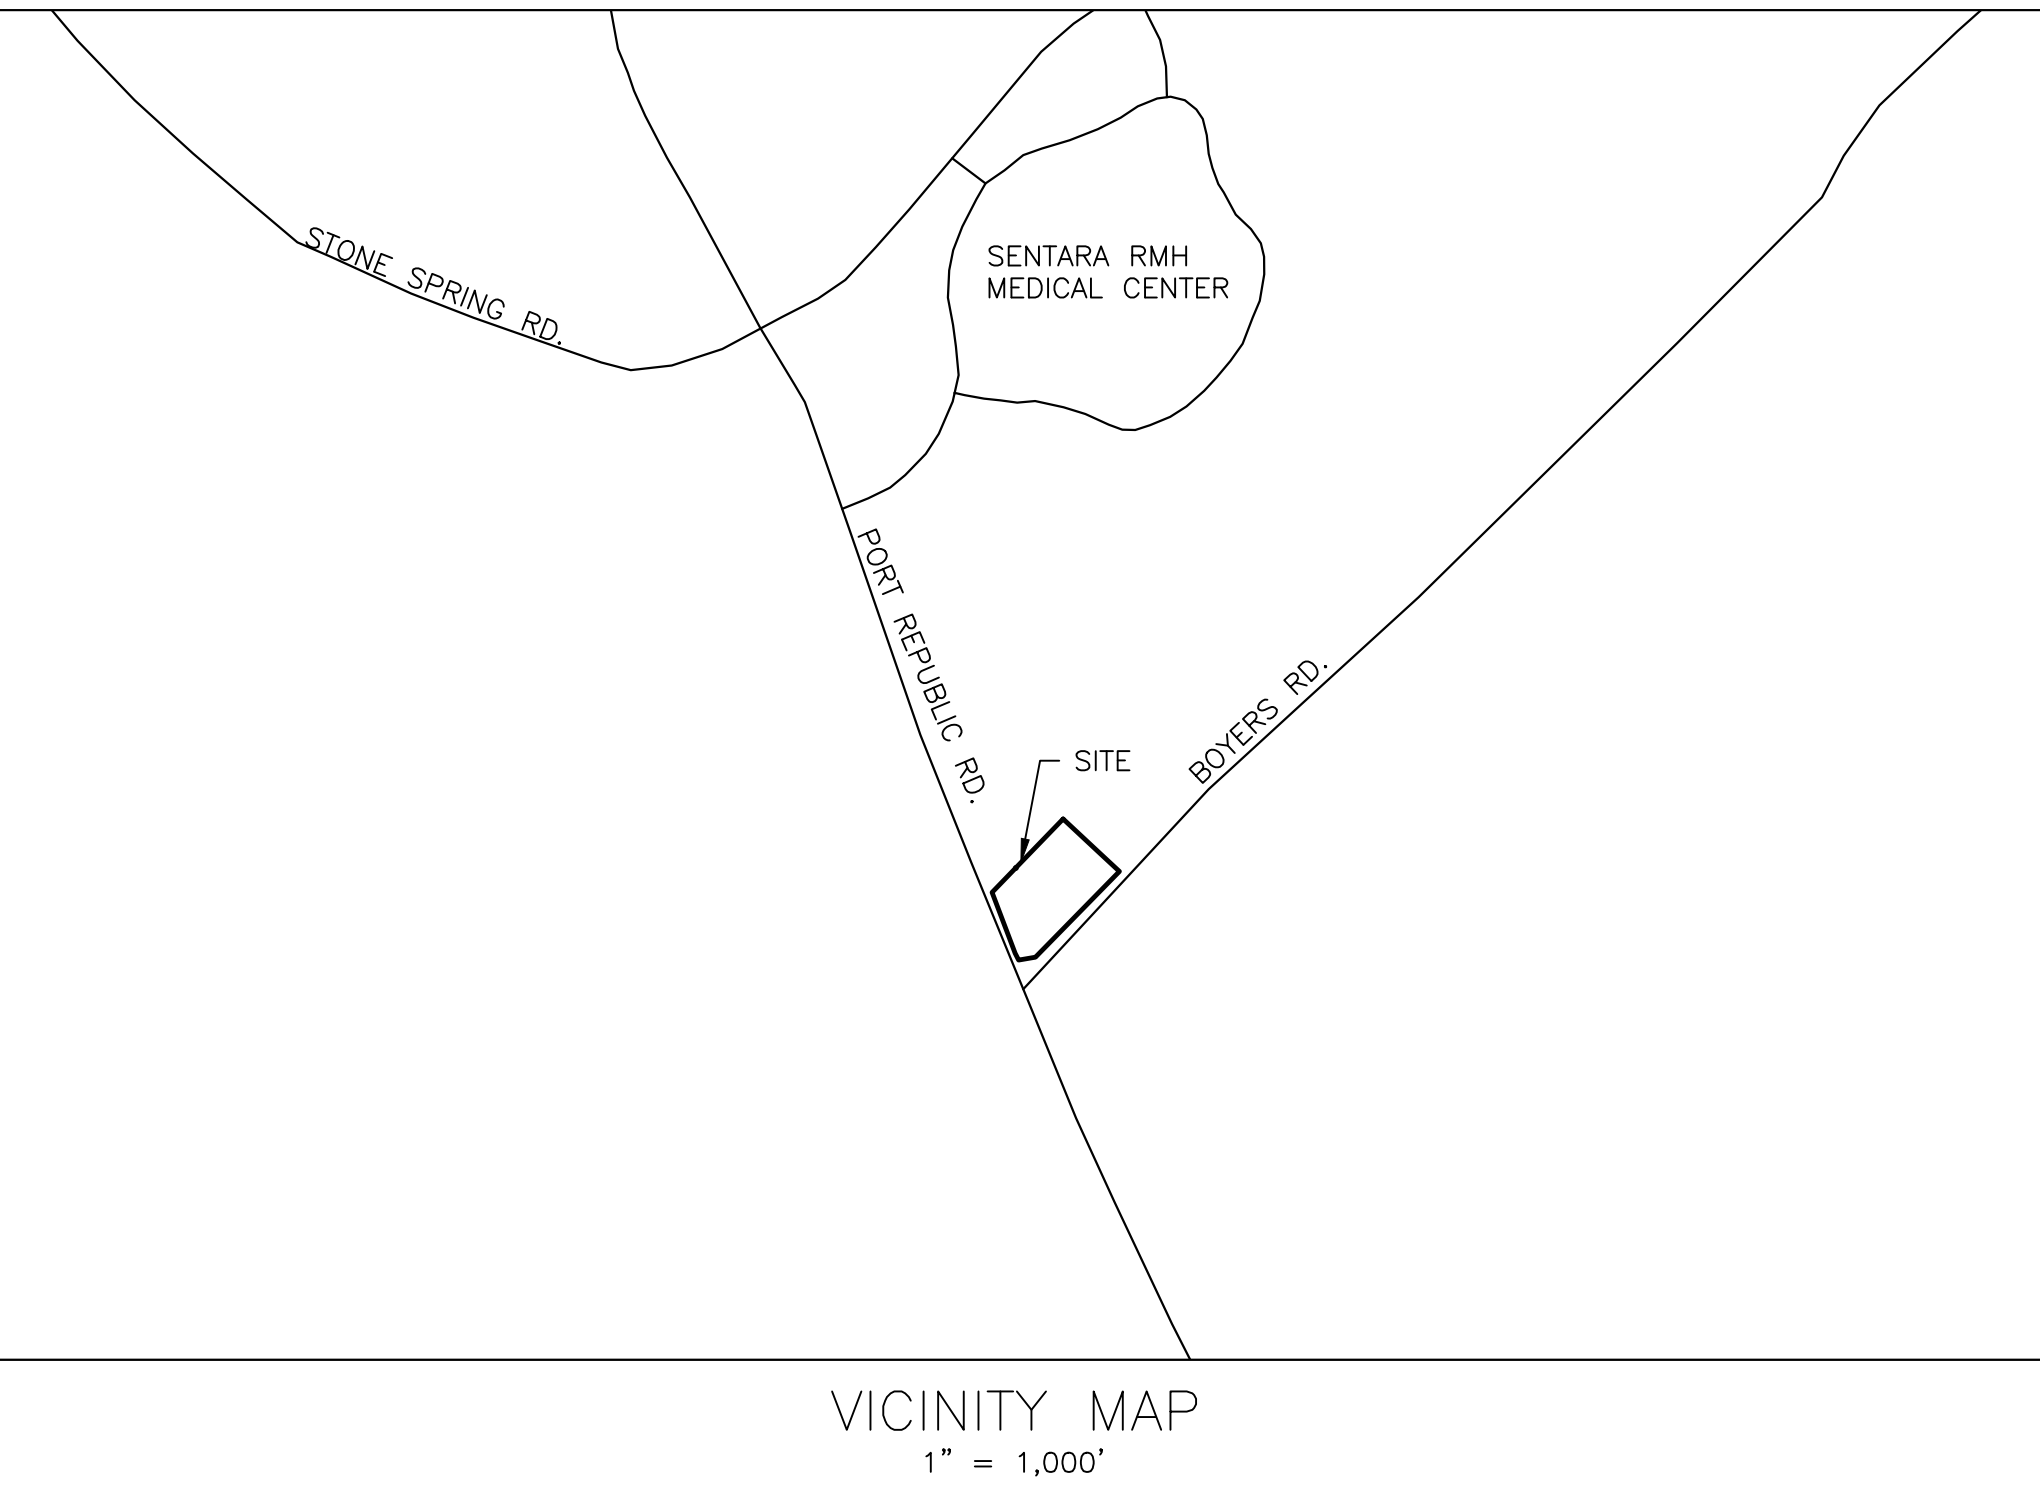 STONE SPRING RD.
SENTARA RMH
MEDICAL CENTER
PORT REPUBLIC RD.
BOYERS RD.
SITE
VICINITY MAP
1" = 1,000'